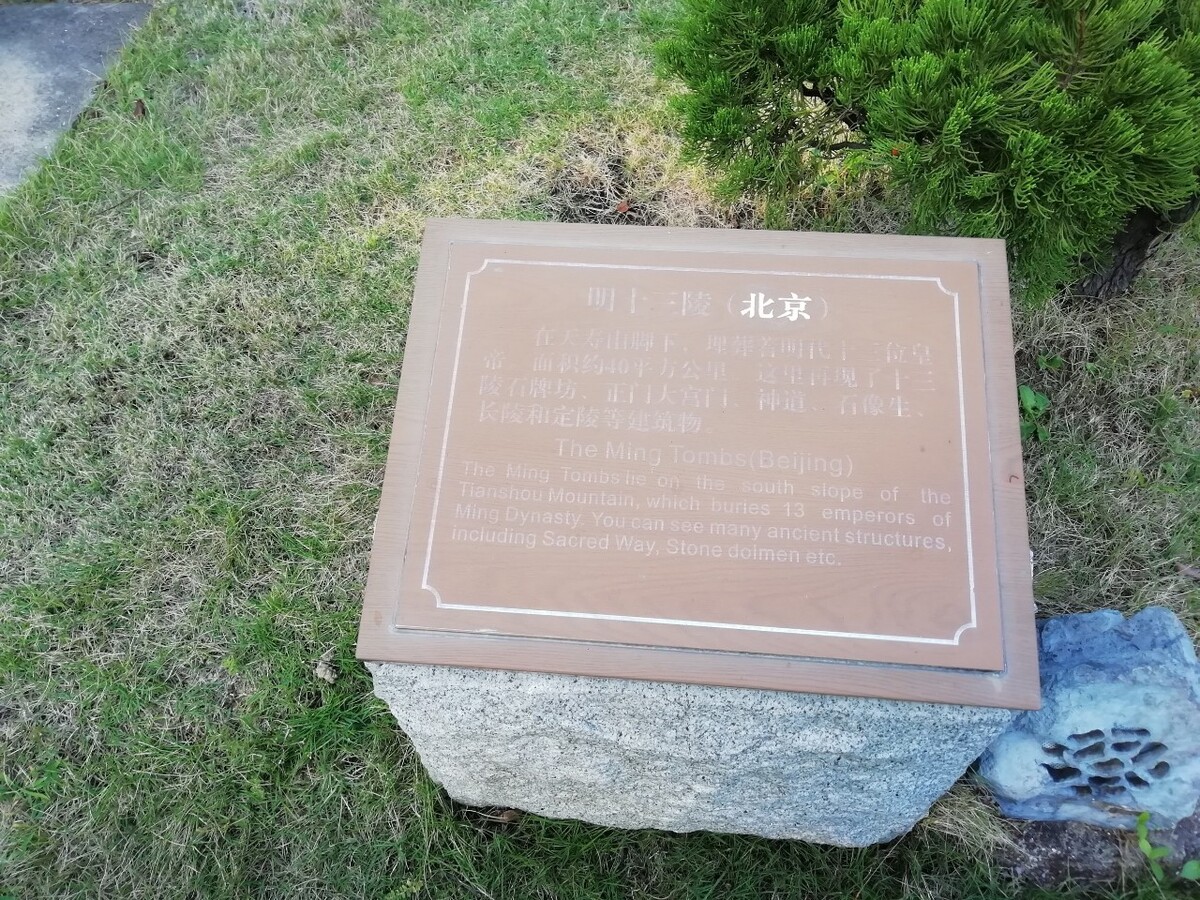 明十三陵（北京）
在天寿山脚下，埋葬着明代十三位皇
帝 面积约40平方公里 这里再现了十三
陵石牌坊、正门大宫门、神道、石像生、
长陵和定陵等建筑物。
The Ming Tombs(Beijing)
The Ming Tombs lie on the south slope of the
Tianshou Mountain, which buries 13 emperors of
Ming Dynasty. You can see many ancient structures,
including Sacred Way, Stone dolmen etc.